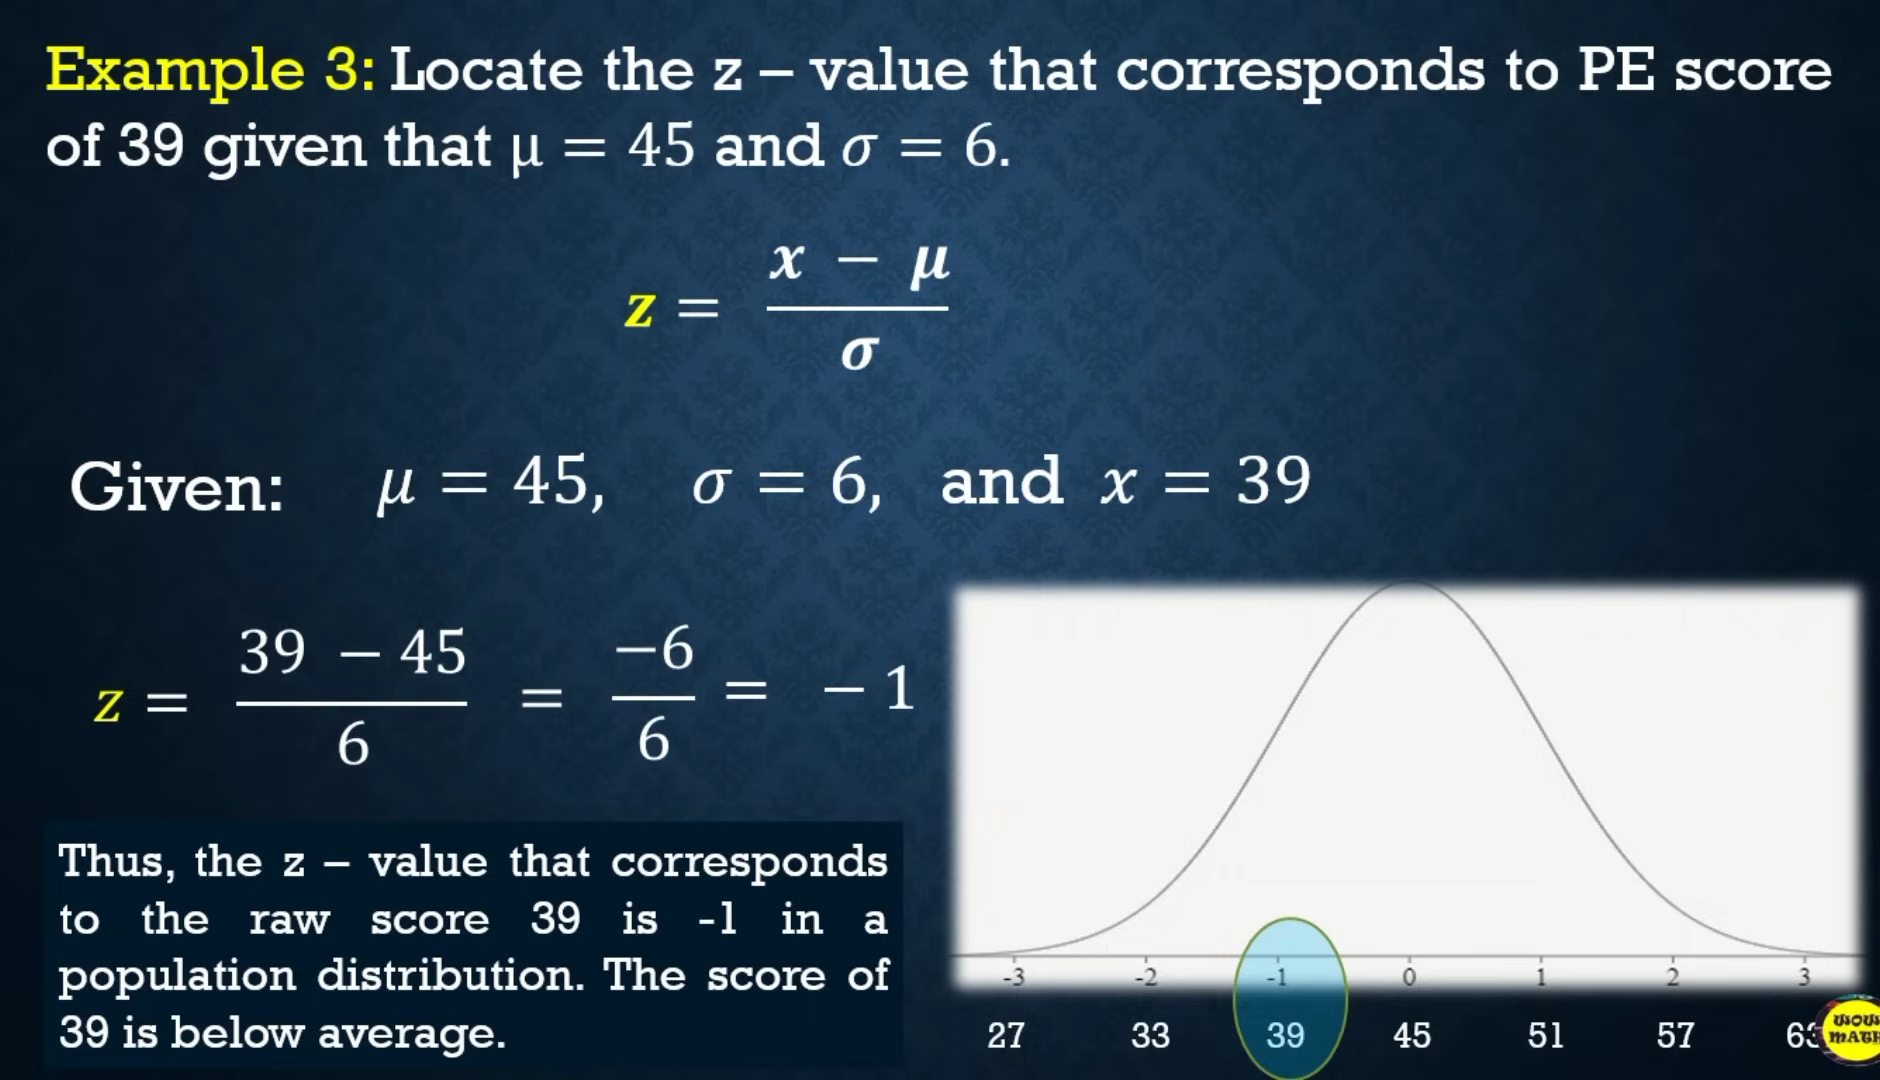 Example 3: Locate the z – value that corresponds to PE score
of 39 given that μ = 45 and σ = 6.
z = x − μ / σ
Given: μ = 45, σ = 6, and x = 39
z = 39 − 45 / 6 = −6 / 6 = − 1
Thus, the z – value that corresponds
to the raw score 39 is -1 in a
population distribution. The score of
39 is below average.
-3 -2 -1 0 1 2 3
27 33 39 45 51 57 63
WOW
MATH